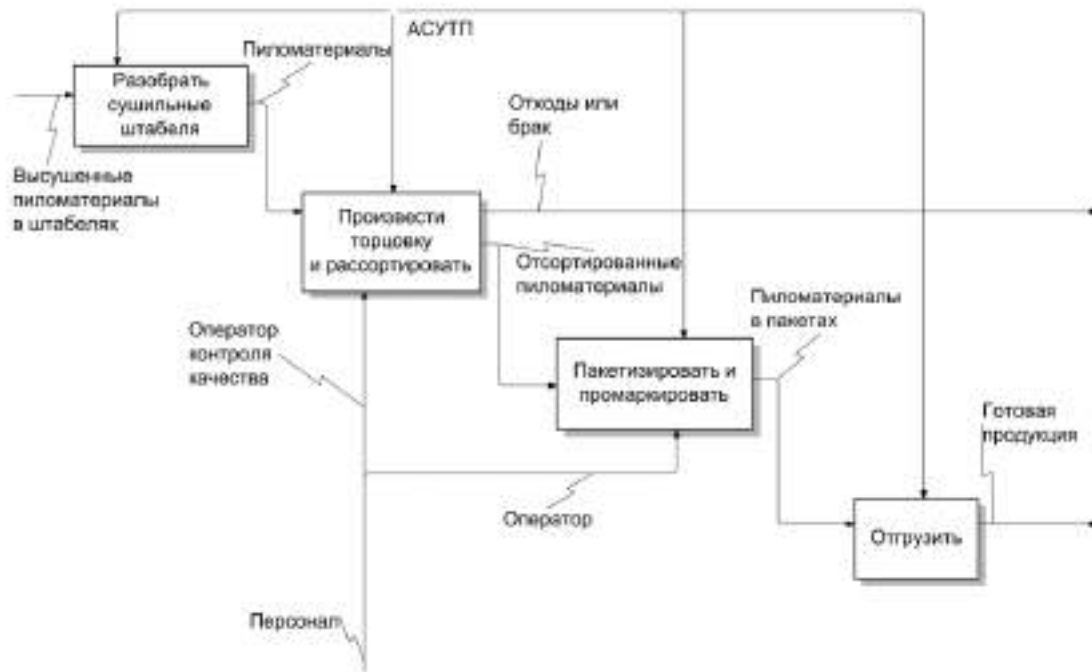 АСУТП
Пиломатериалы
Разобрать
сушильные
штабеля
Отходы или
брак
Высушенные
пиломатериалы
в штабелях
Произвести
торцовку
и рассортировать
Отсортированные
пиломатериалы
Пиломатериалы
в пакетах
Оператор
контроля
качества
Пакетизировать и
промаркировать
Готовая
продукция
Оператор
Отгрузить
Персонал